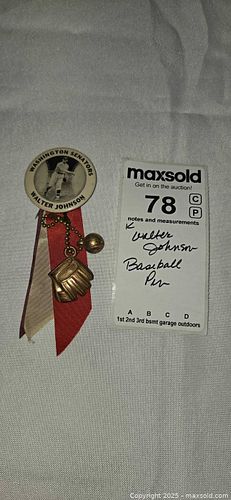 WASHINGTON SENATORS
WALTER JOHNSON
maxsold
Get in on the auction!
78
C
P
notes and measurements
Walter
Johnson
Baseball
Pin
A B C D
1st 2nd 3rd bsmt garage outdoors
Copyright © 2025 - www.maxsold.com